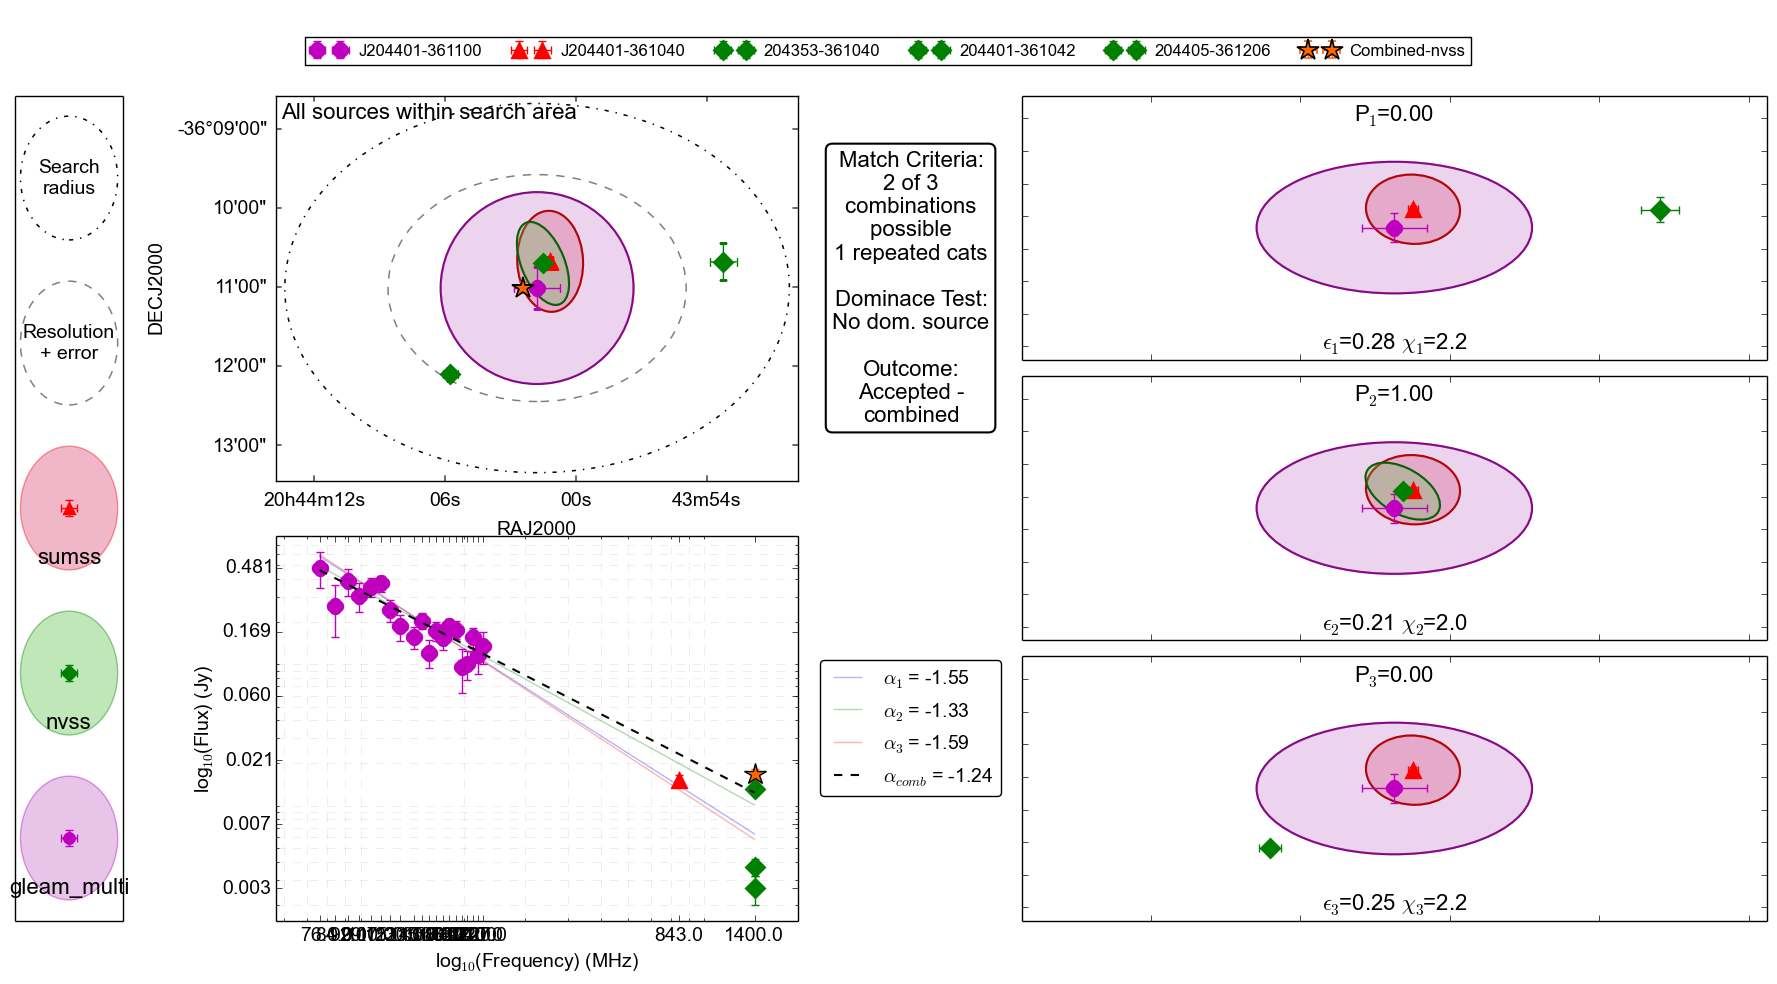 J204401-361100 J204401-361040 204353-361040 204401-361042 204405-361206 Combined-nvss
Search
radius
Resolution
+ error
sumss
nvss
gleam_multi
All sources within search area
-36°09'00"
10'00"
11'00"
12'00"
13'00"
DECJ2000
20h44m12s 06s 00s 43m54s
RAJ2000
Match Criteria:
2 of 3
combinations
possible
1 repeated cats
Dominace Test:
No dom. source
Outcome:
Accepted -
combined
P1=0.00
ϵ1=0.28 χ1=2.2
P2=1.00
ϵ2=0.21 χ2=2.0
P3=0.00
ϵ3=0.25 χ3=2.2
0.481
0.169
0.060
0.021
0.007
0.003
log10(Flux) (Jy)
843.0 1400.0
log10(Frequency) (MHz)
α1 = -1.55
α2 = -1.33
α3 = -1.59
αcomb = -1.24